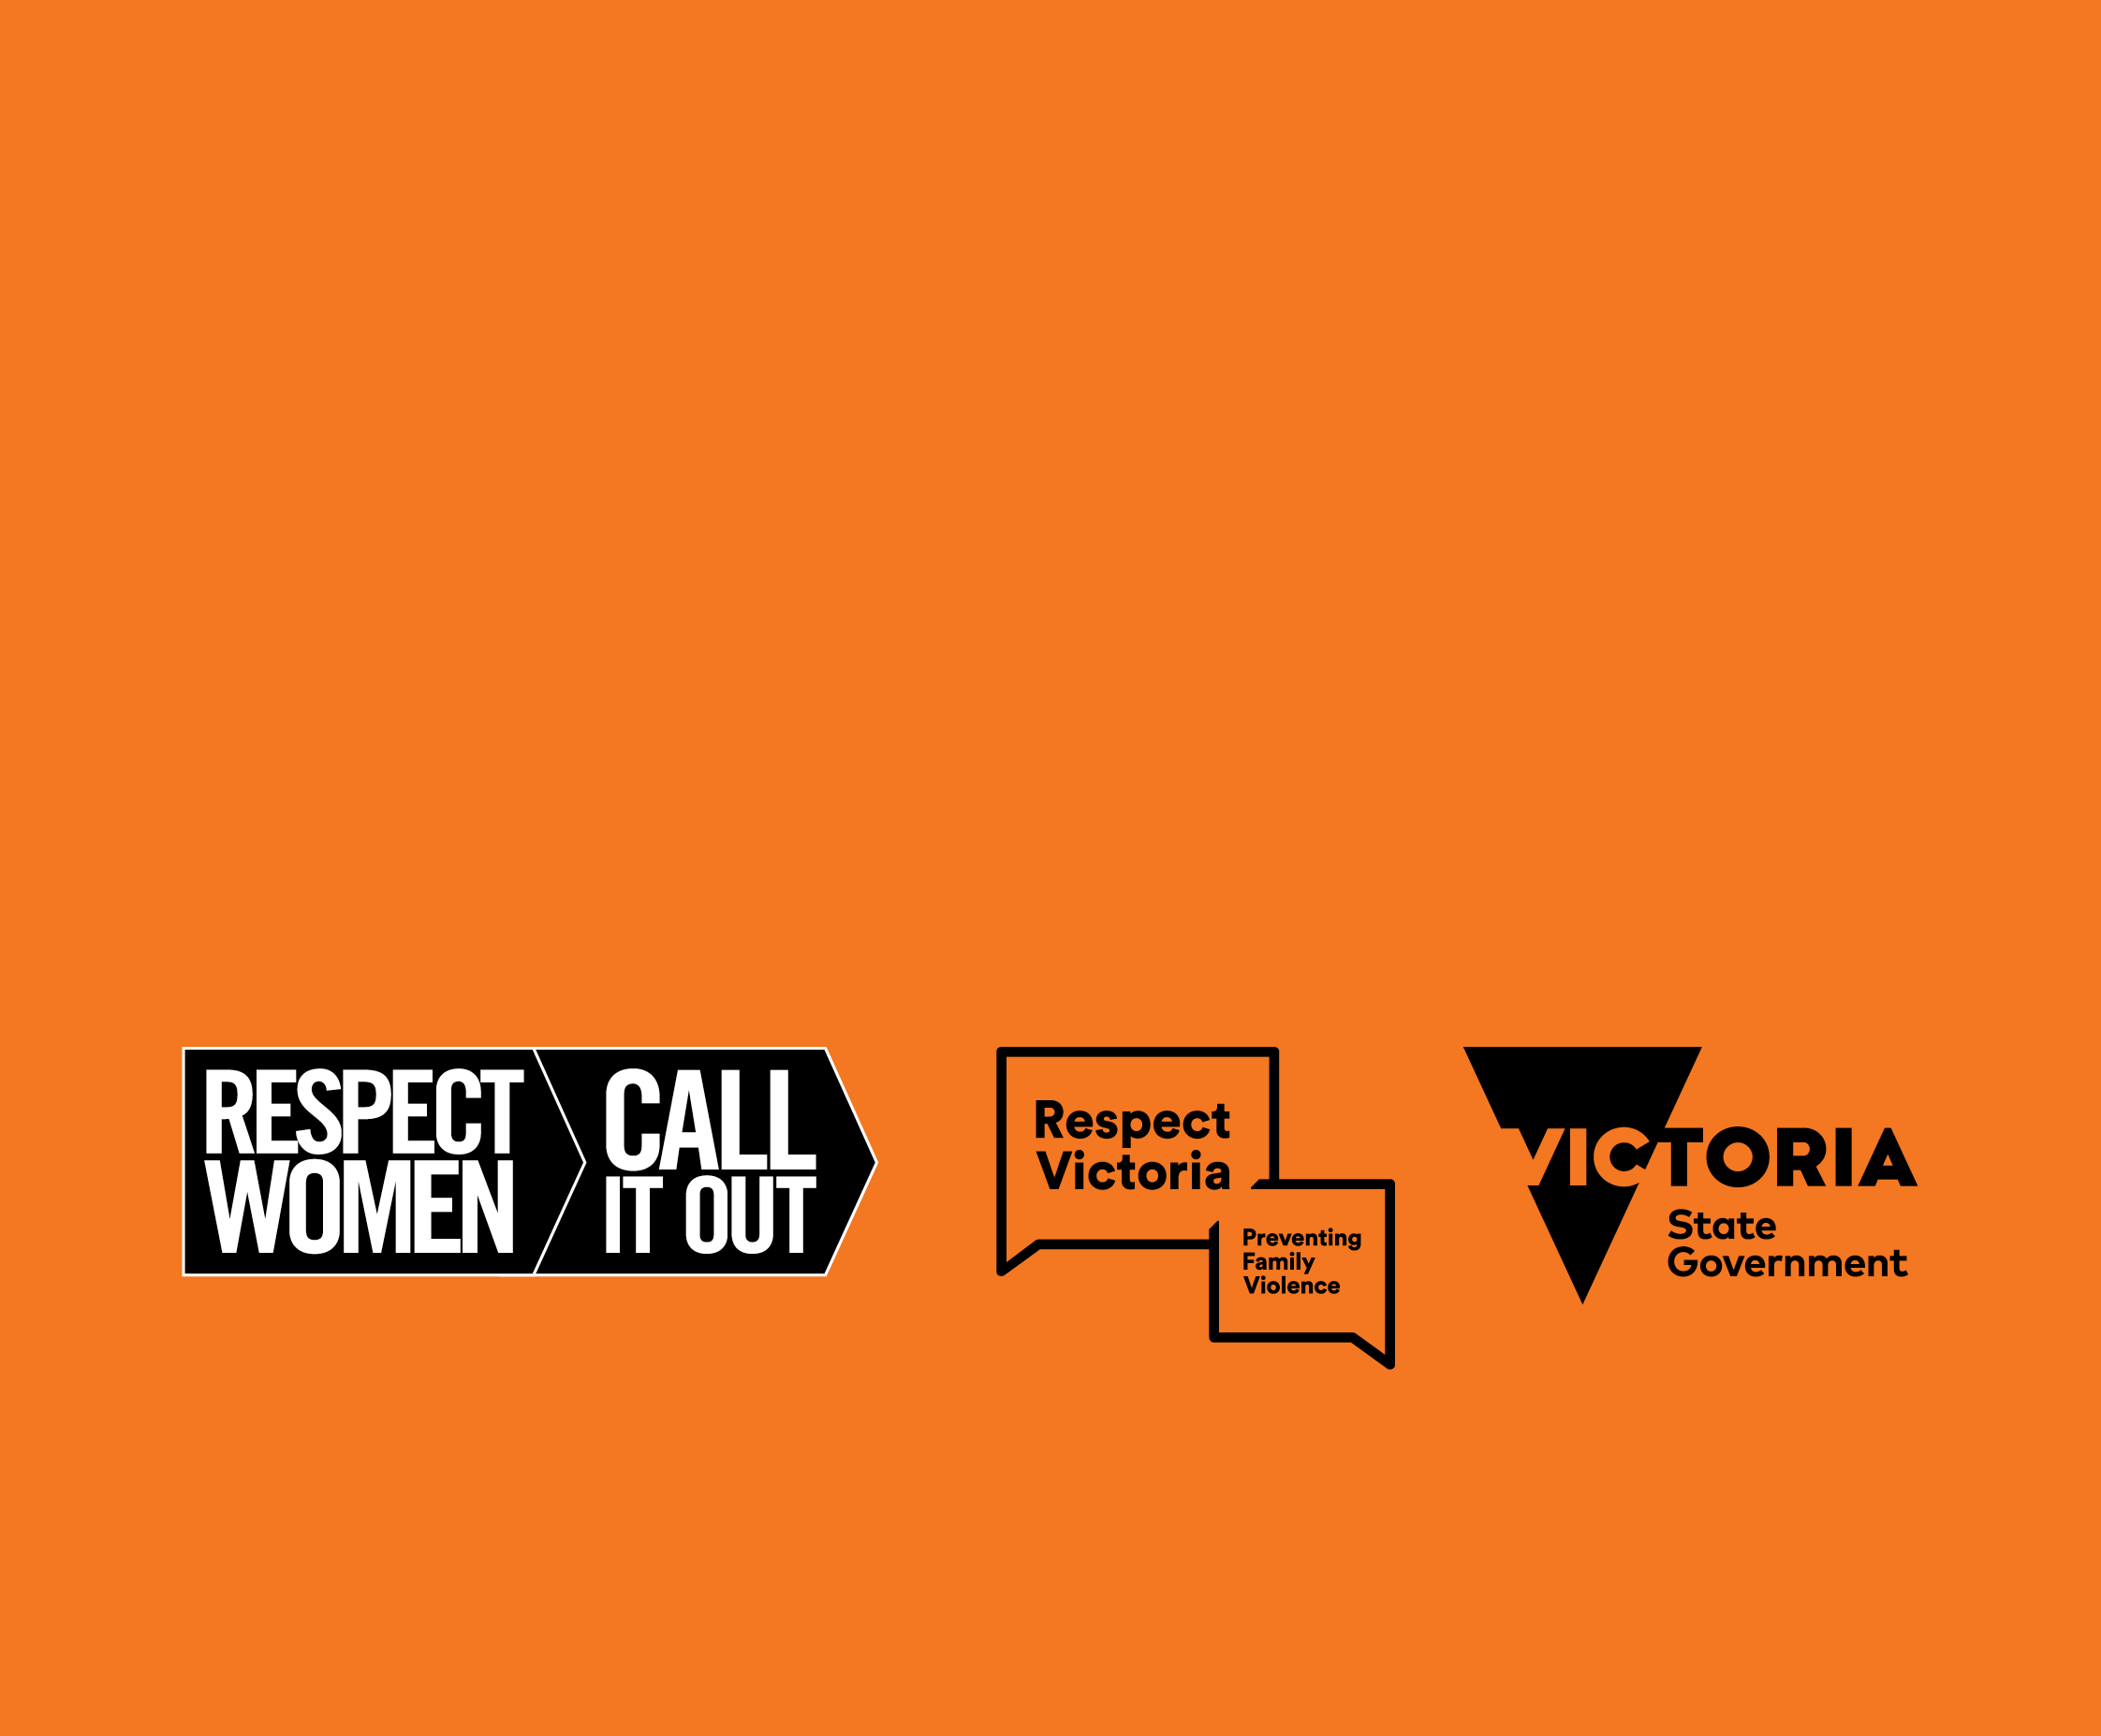 RESPECT
WOMEN
CALL
IT OUT
Respect
Victoria
Preventing
Family
Violence
VICTORIA
State
Government